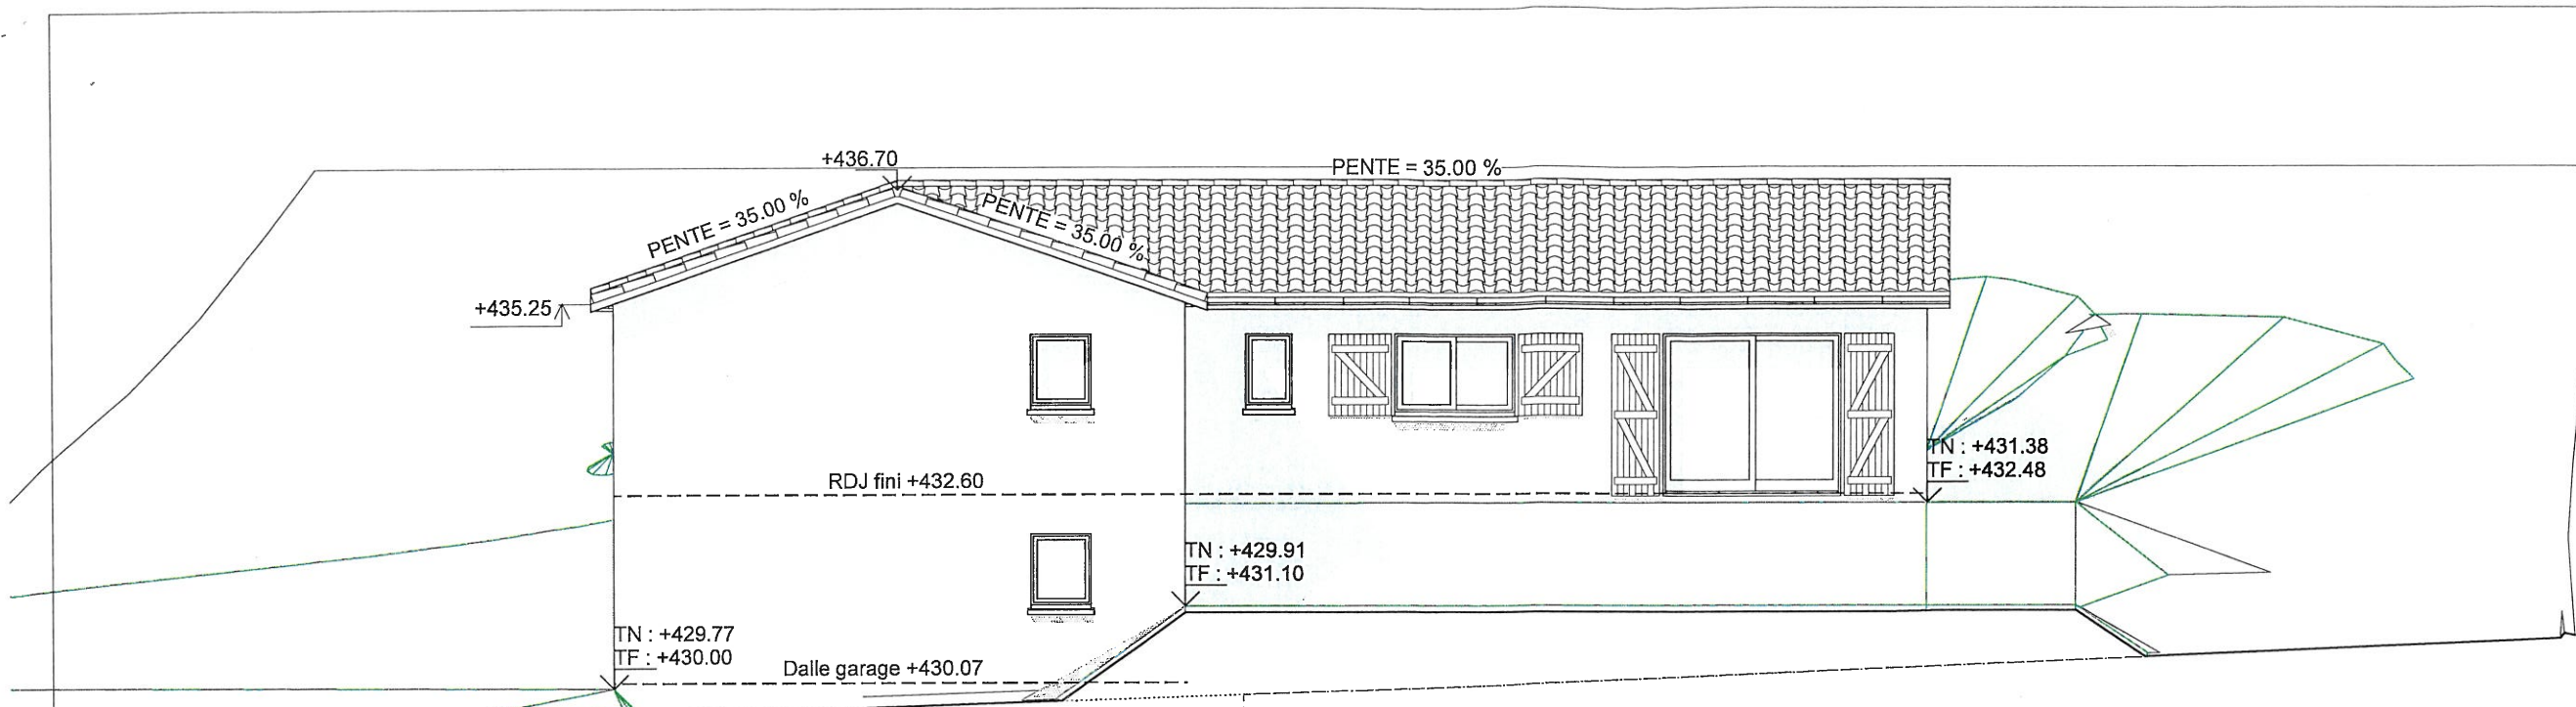 +436.70
PENTE = 35.00 %
PENTE = 35.00 %
PENTE = 35.00 %
+435.25
TN : +431.38
TF : +432.48
RDJ fini +432.60
TN : +429.91
TF : +431.10
TN : +429.77
TF : +430.00
Dalle garage +430.07